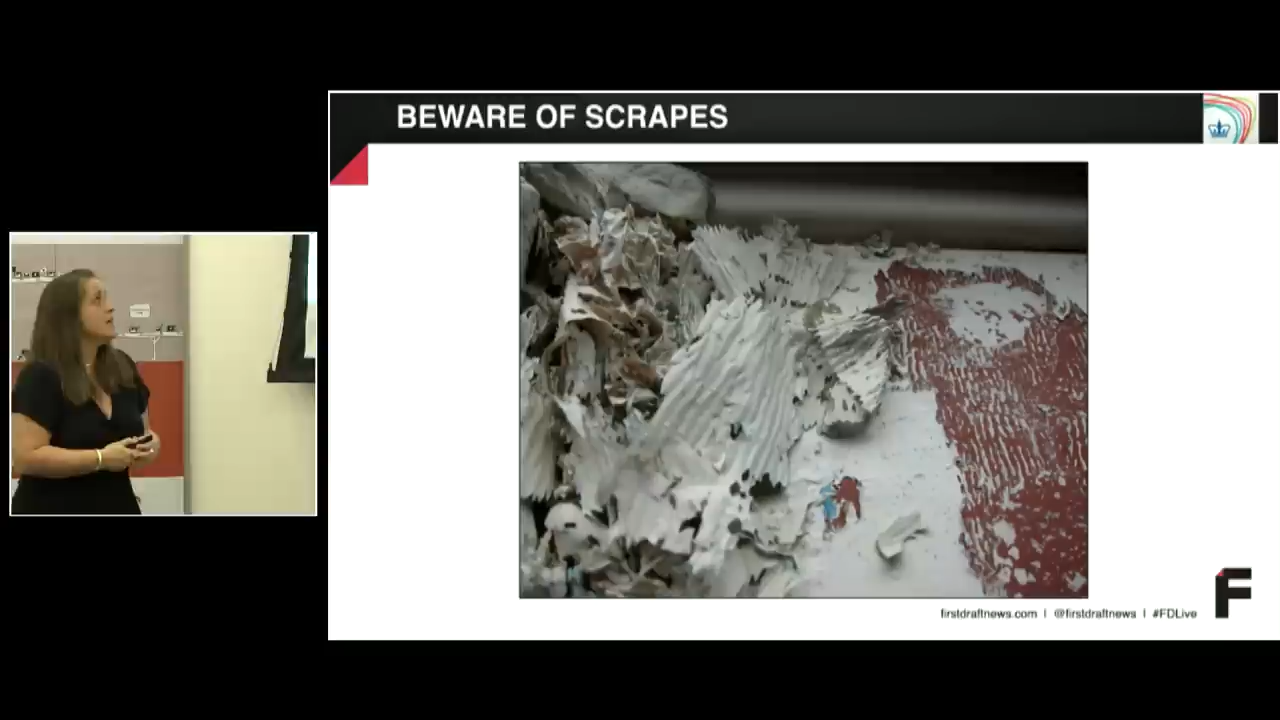 BEWARE OF SCRAPES
firstdraftnews.com | @firstdraftnews | #FDLive
F